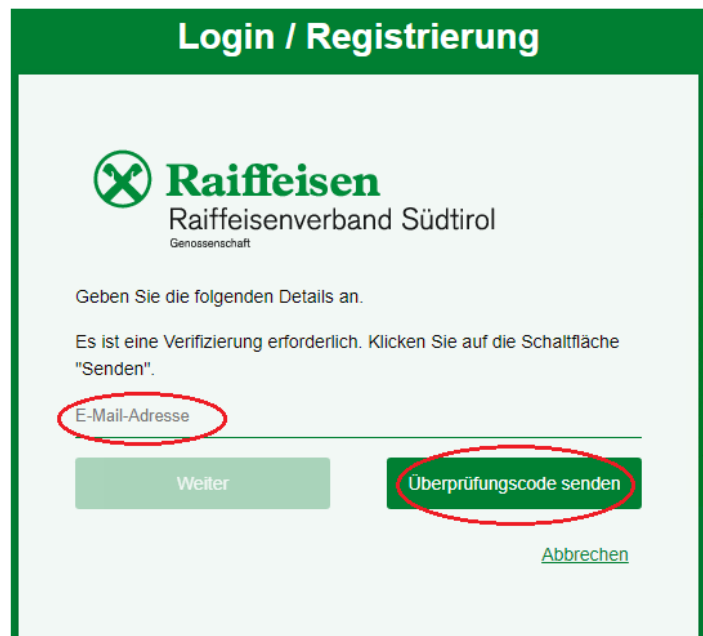 Login / Registrierung
Raiffeisen
Raiffeisenverband Südtirol
Genossenschaft
Geben Sie die folgenden Details an.
Es ist eine Verifizierung erforderlich. Klicken Sie auf die Schaltfläche
"Senden".
E-Mail-Adresse
Weiter
Überprüfungscode senden
Abbrechen